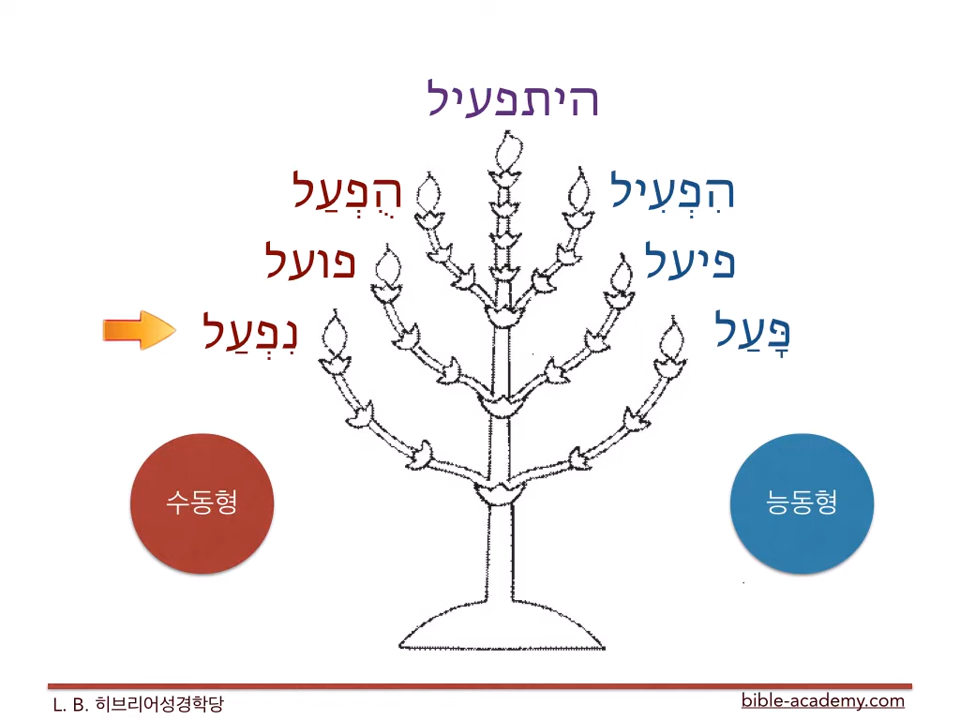 היתפעיל
הֻפְעַל
הִפְעִיל
פועל
פיעל
נִפְעַל
פָּעַל
수동형
능동형
L. B. 히브리어성경학당
bible-academy.com